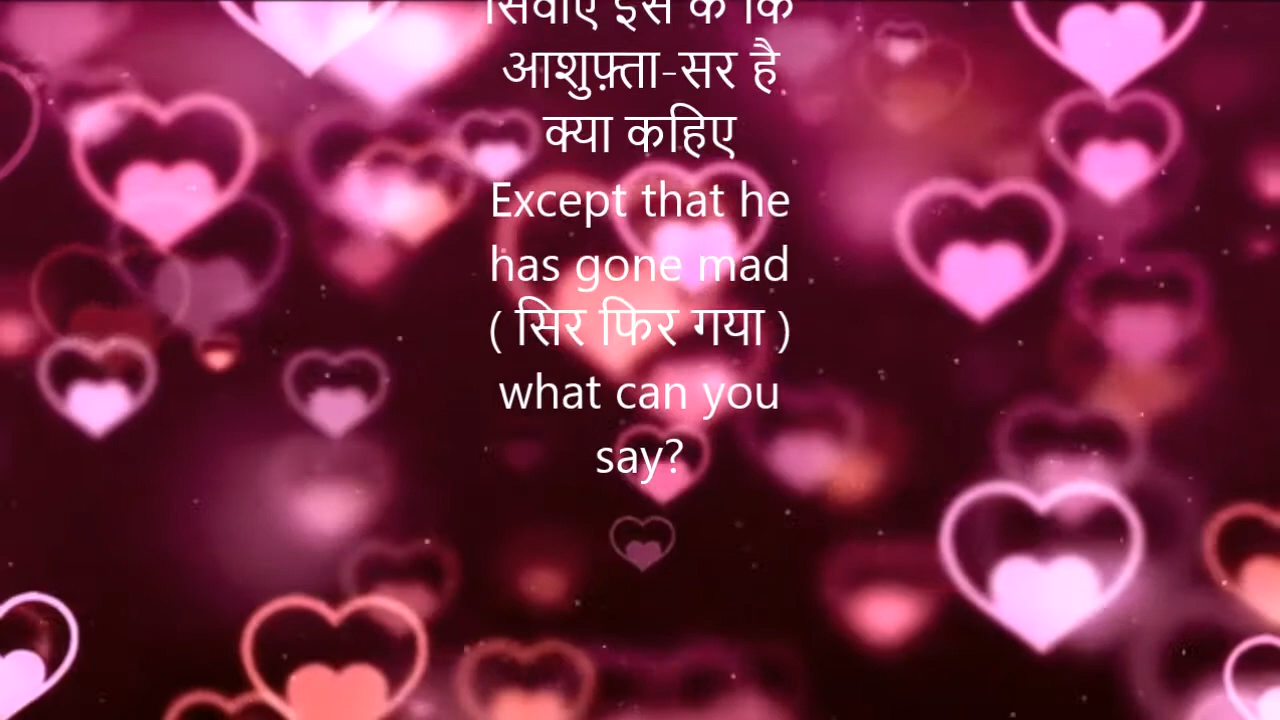 सिवाए इस के कि
आशुफ़्ता-सर है
क्या कहिए
Except that he
has gone mad
( सिर फिर गया )
what can you
say?